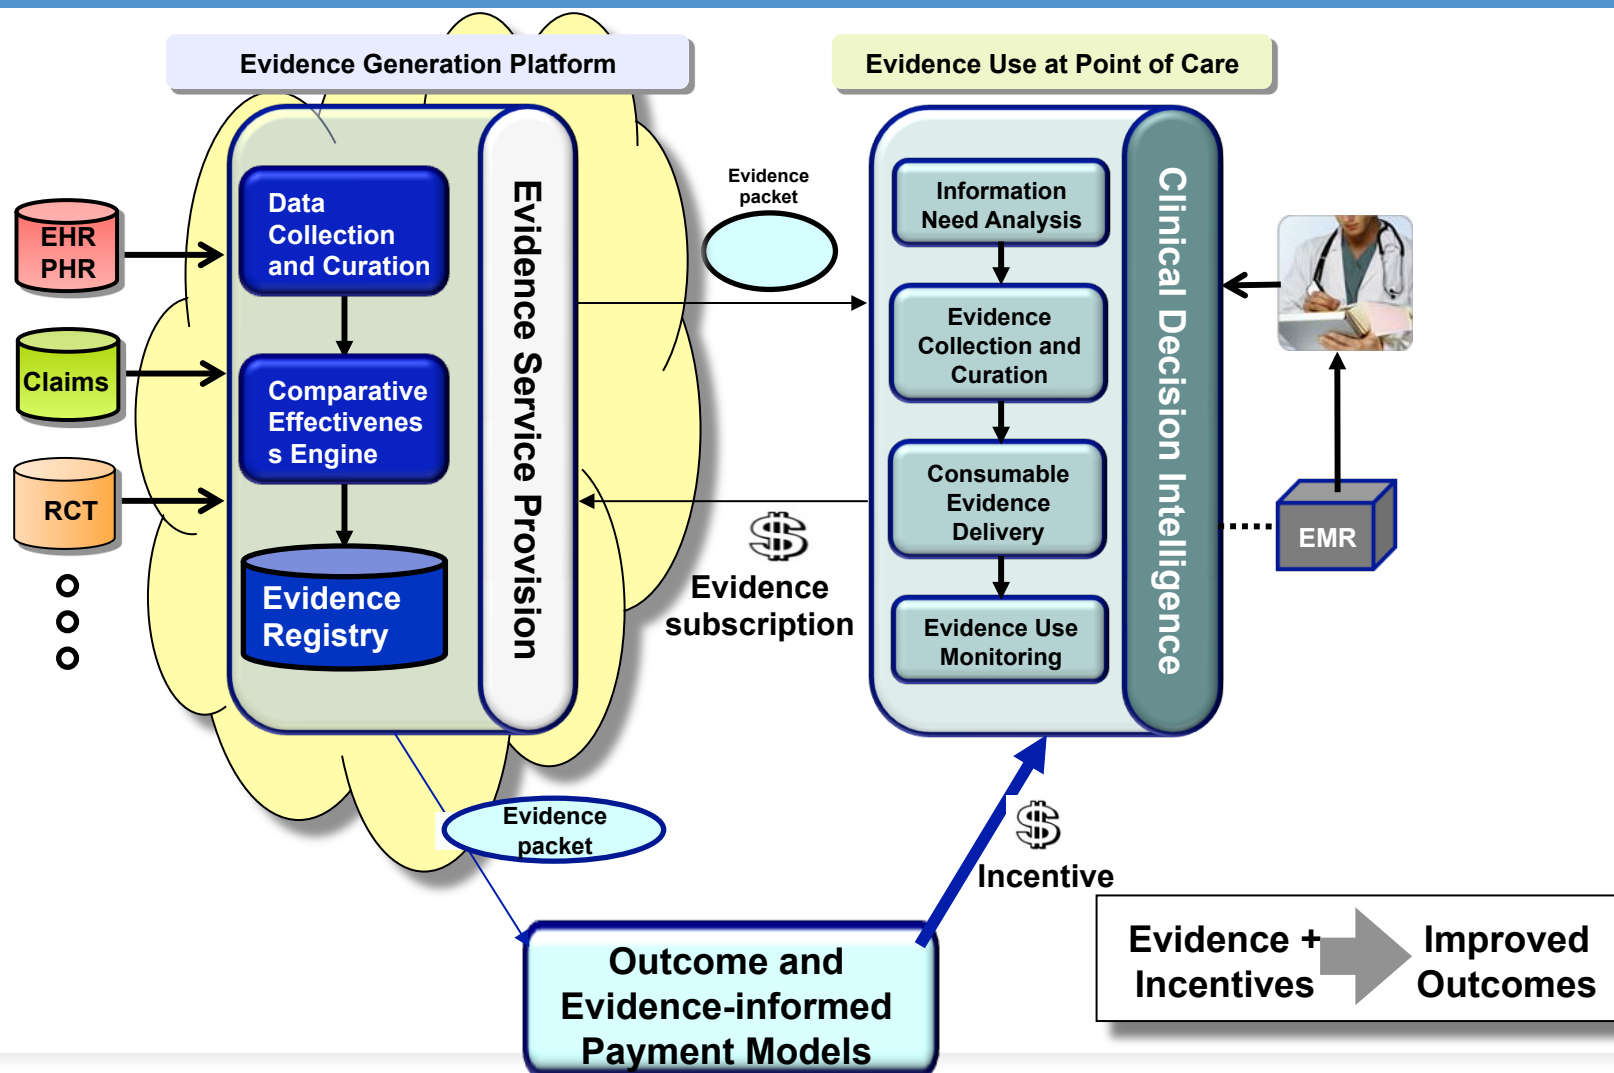 Evidence Generation Platform
Evidence Use at Point of Care
EHR
PHR
Claims
RCT
Data
Collection
and Curation
Comparative
Effectivenes
s Engine
Evidence
Registry
Evidence Service Provision
Evidence
packet
$
Evidence
subscription
Information
Need Analysis
Evidence
Collection and
Curation
Consumable
Evidence
Delivery
Evidence Use
Monitoring
Clinical Decision Intelligence
EMR
Evidence
packet
$
Incentive
Outcome and
Evidence-informed
Payment Models
Evidence +
Incentives
Improved
Outcomes